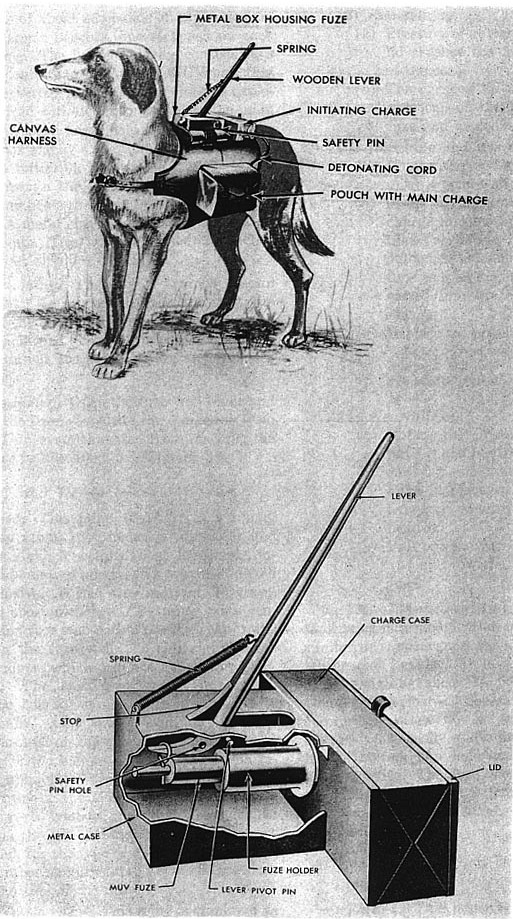 METAL BOX HOUSING FUZE
SPRING
WOODEN LEVER
INITIATING CHARGE
CANVAS
HARNESS
SAFETY PIN
DETONATING CORD
POUCH WITH MAIN CHARGE
LEVER
CHARGE CASE
SPRING
STOP
LID
SAFETY
PIN HOLE
METAL CASE
FUZE HOLDER
MUV FUZE
LEVER PIVOT PIN